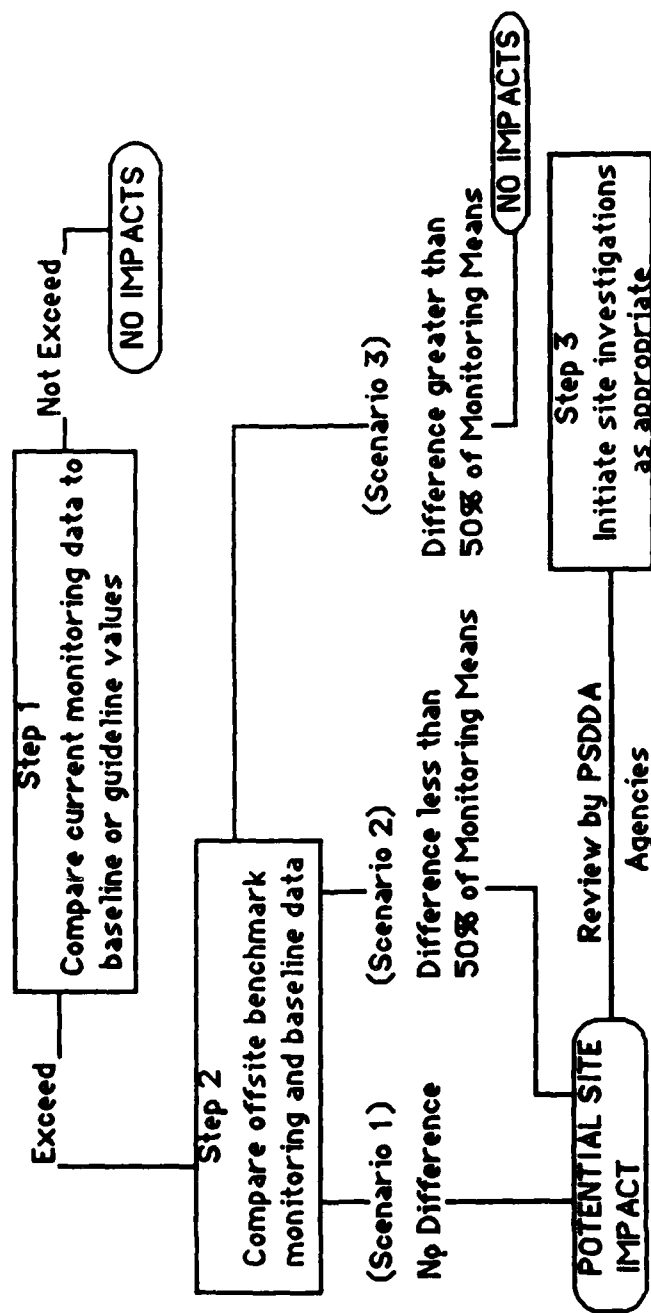 Step 1
Compare current monitoring data to
baseline or guideline values
Not Exceed
NO IMPACTS
Exceed
Step 2
Compare offsite benchmark
monitoring and baseline data
(Scenario 1)
No Difference
(Scenario 2)
Difference less than
50% of Monitoring Means
(Scenario 3)
Difference greater than
50% of Monitoring Means
NO IMPACTS
POTENTIAL SITE
IMPACT
Review by PSDDA
Agencies
Step 3
Initiate site investigations
as appropriate